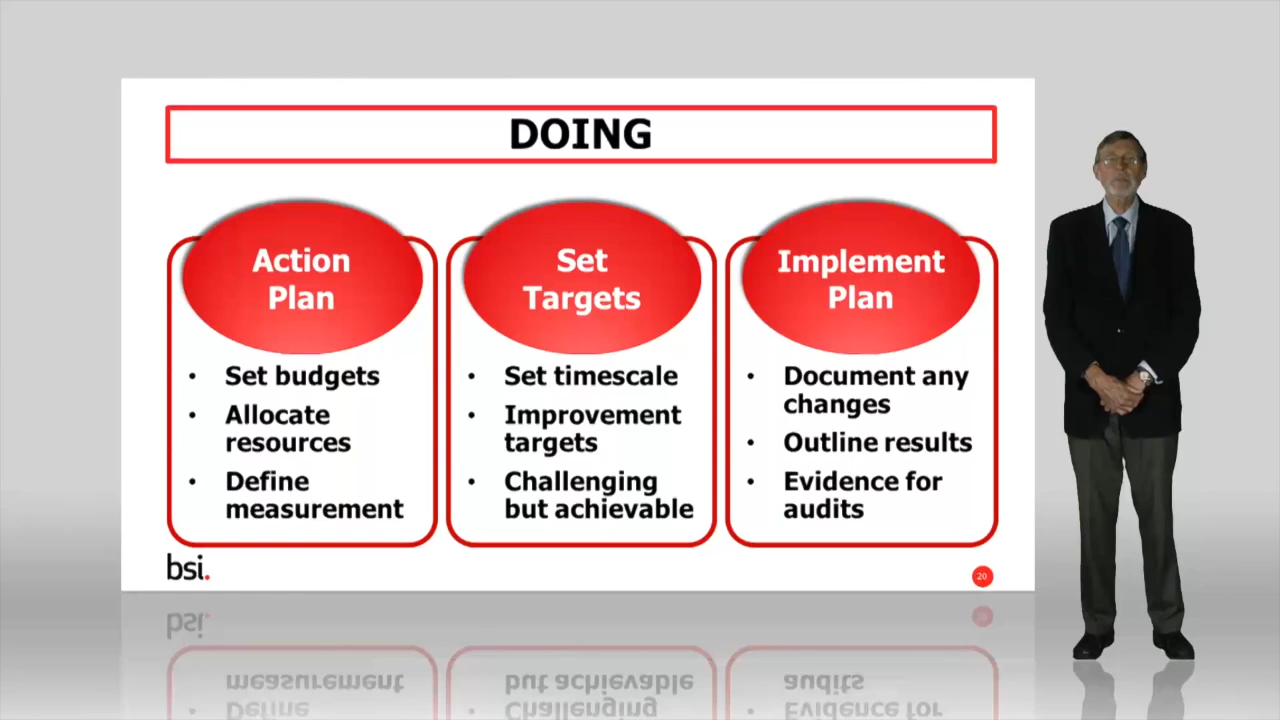 DOING
Action
Plan
• Set budgets
• Allocate
resources
• Define
measurement
Set
Targets
• Set timescale
• Improvement
targets
• Challenging
but achievable
Implement
Plan
• Document any
changes
• Outline results
• Evidence for
audits
bsi.
20